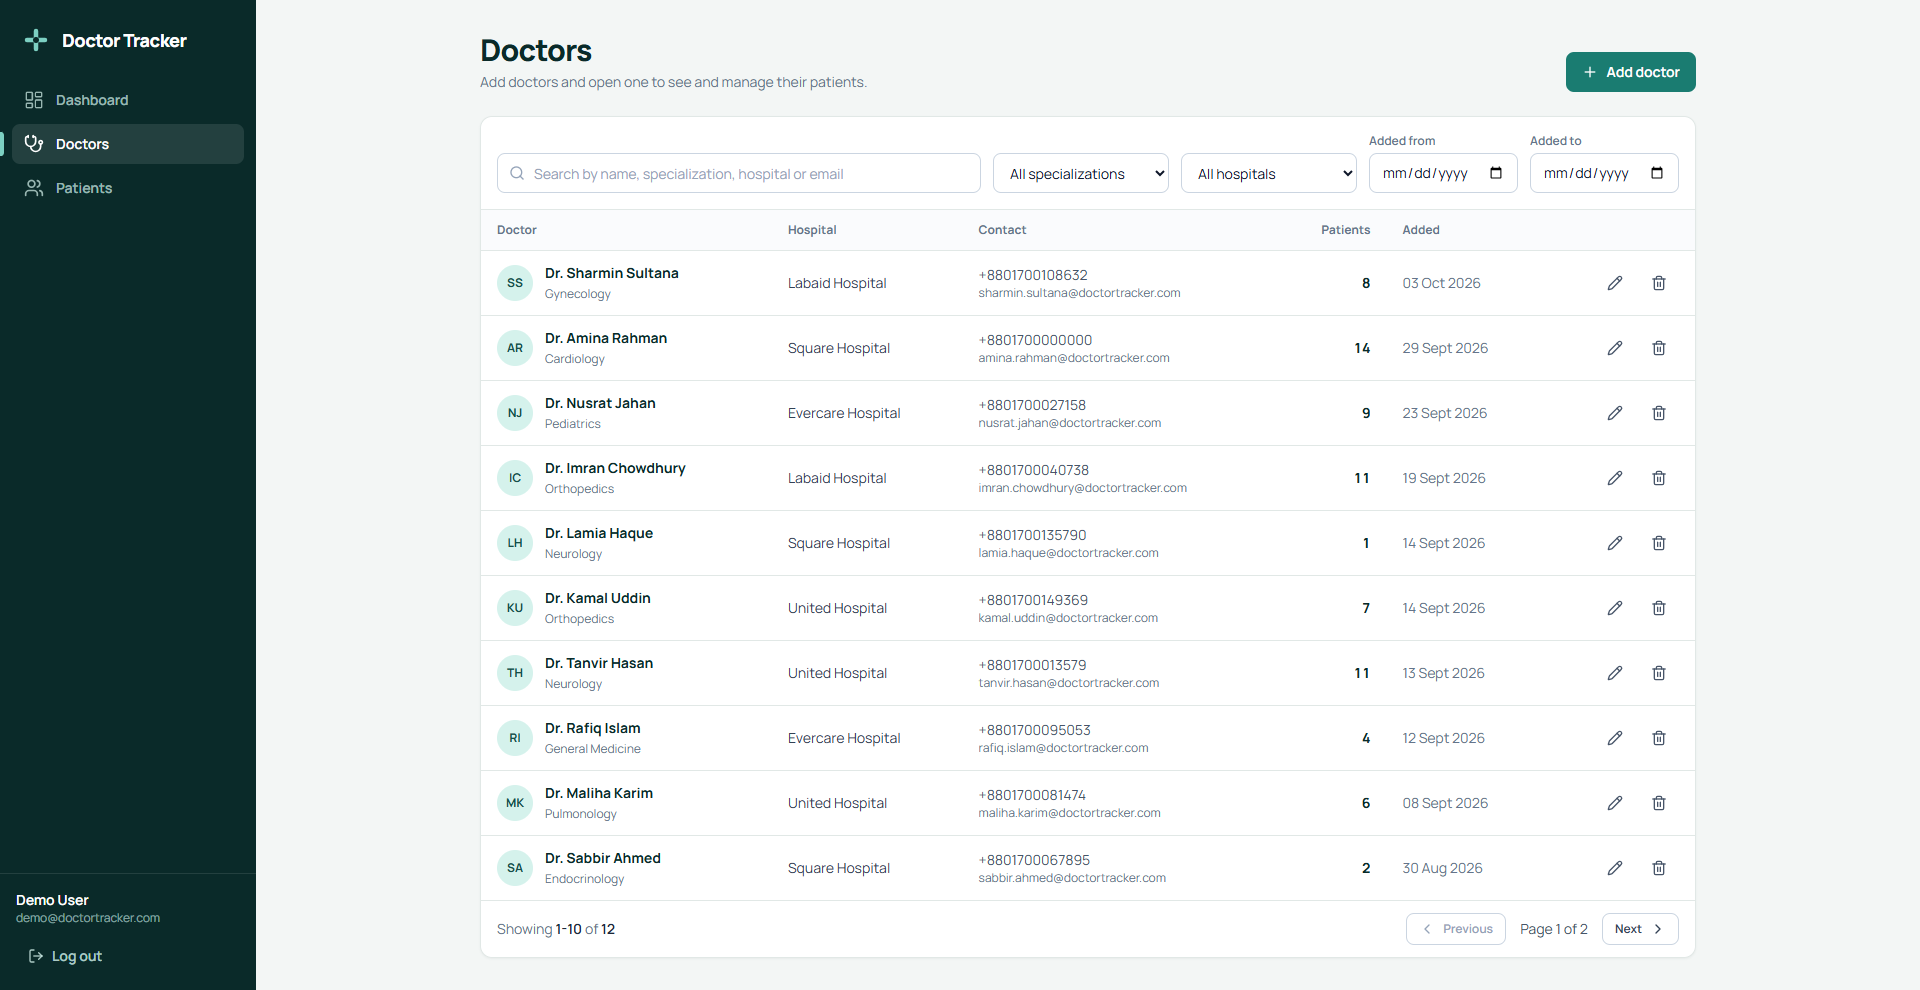 Doctor Tracker
Dashboard
Doctors
Patients
Demo User
demo@doctortracker.com
Log out
Doctors
Add doctors and open one to see and manage their patients.
Add doctor
Added from
Added to
Search by name, specialization, hospital or email
All specializations
All hospitals
mm/dd/yyyy
mm/dd/yyyy
Doctor Hospital Contact Patients Added
SS
Dr. Sharmin Sultana
Gynecology
Labaid Hospital
+8801700108632
sharmin.sultana@doctortracker.com
8
03 Oct 2026
AR
Dr. Amina Rahman
Cardiology
Square Hospital
+8801700000000
amina.rahman@doctortracker.com
14
29 Sept 2026
NJ
Dr. Nusrat Jahan
Pediatrics
Evercare Hospital
+8801700027158
nusrat.jahan@doctortracker.com
9
23 Sept 2026
IC
Dr. Imran Chowdhury
Orthopedics
Labaid Hospital
+8801700040738
imran.chowdhury@doctortracker.com
11
19 Sept 2026
LH
Dr. Lamia Haque
Neurology
Square Hospital
+8801700135790
lamia.haque@doctortracker.com
1
14 Sept 2026
KU
Dr. Kamal Uddin
Orthopedics
United Hospital
+8801700149369
kamal.uddin@doctortracker.com
7
14 Sept 2026
TH
Dr. Tanvir Hasan
Neurology
United Hospital
+8801700013579
tanvir.hasan@doctortracker.com
11
13 Sept 2026
RI
Dr. Rafiq Islam
General Medicine
Evercare Hospital
+8801700095053
rafiq.islam@doctortracker.com
4
12 Sept 2026
MK
Dr. Maliha Karim
Pulmonology
United Hospital
+8801700081474
maliha.karim@doctortracker.com
6
08 Sept 2026
SA
Dr. Sabbir Ahmed
Endocrinology
Square Hospital
+8801700067895
sabbir.ahmed@doctortracker.com
2
30 Aug 2026
Showing 1-10 of 12
Previous
Page 1 of 2
Next